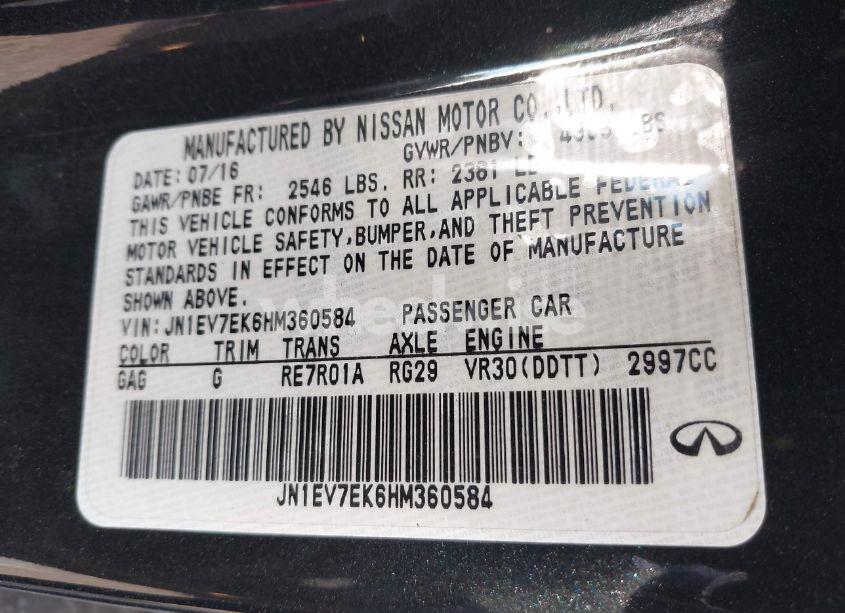 MANUFACTURED BY NISSAN MOTOR CO.,LTD.
DATE: 07/16 GVWR/PNBV: LBS
GAWR/PNBE FR: 2546 LBS. RR: 2381
THIS VEHICLE CONFORMS TO ALL APPLICABLE FEDERAL
MOTOR VEHICLE SAFETY,BUMPER,AND THEFT PREVENTION
STANDARDS IN EFFECT ON THE DATE OF MANUFACTURE
SHOWN ABOVE.
VIN:JN1EV7EK6HM360584 PASSENGER CAR
COLOR TRIM TRANS AXLE ENGINE
GAG G RE7R01A RG29 VR30(DDTT) 2997CC
JN1EV7EK6HM360584